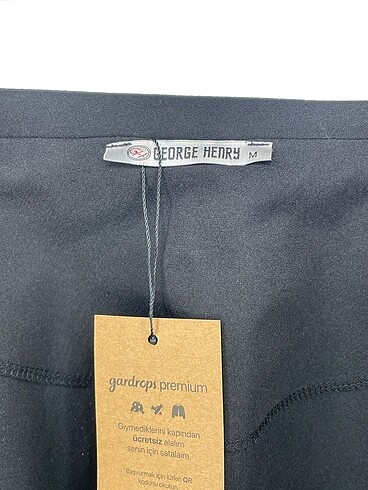 GEORGE HENRY M
gardrops premium
Giymediklerini kapından
ücretsiz alalım
senin için satalım.
Başvurmak için lütfen QR
kodunu okutun.